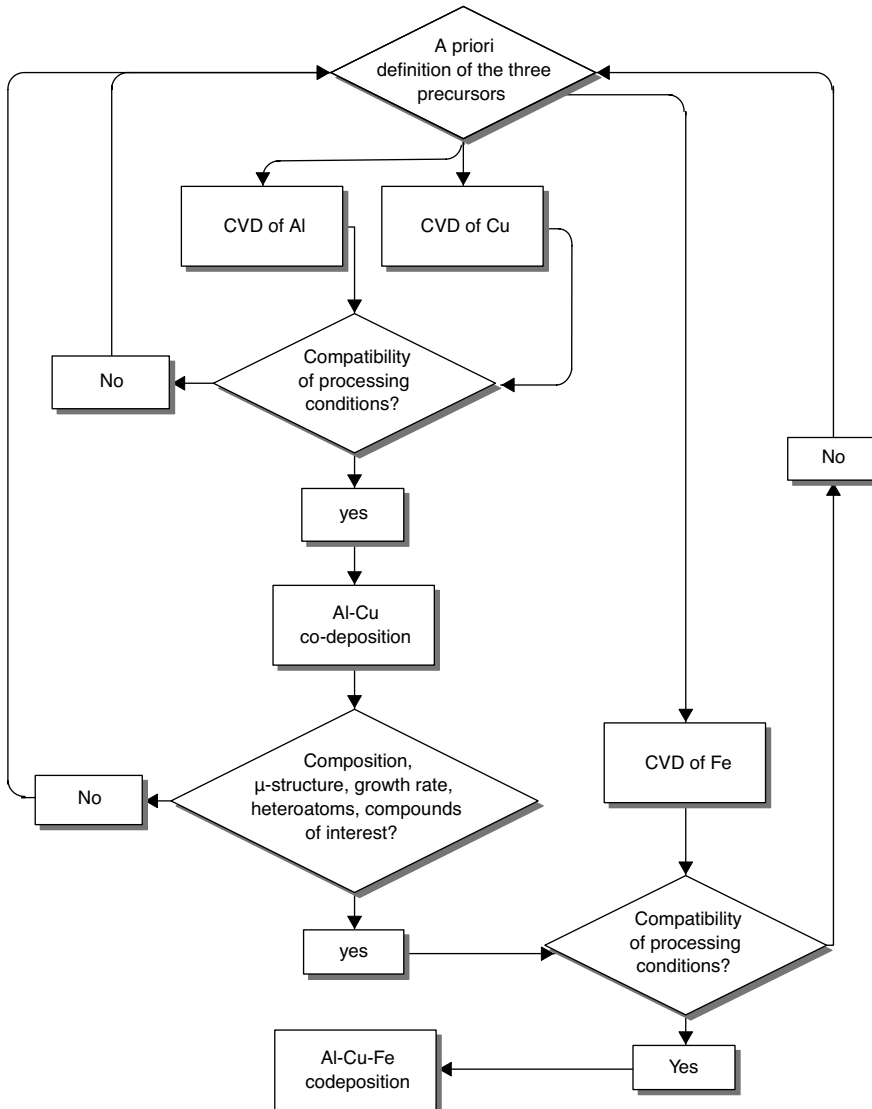 A priori
definition of the three
precursors
CVD of Al
CVD of Cu
Compatibility
of processing
conditions?
No
No
yes
Al-Cu
co-deposition
Composition,
μ-structure, growth rate,
heteroatoms, compounds
of interest?
No
CVD of Fe
yes
Compatibility
of processing
conditions?
Al-Cu-Fe
codeposition
Yes